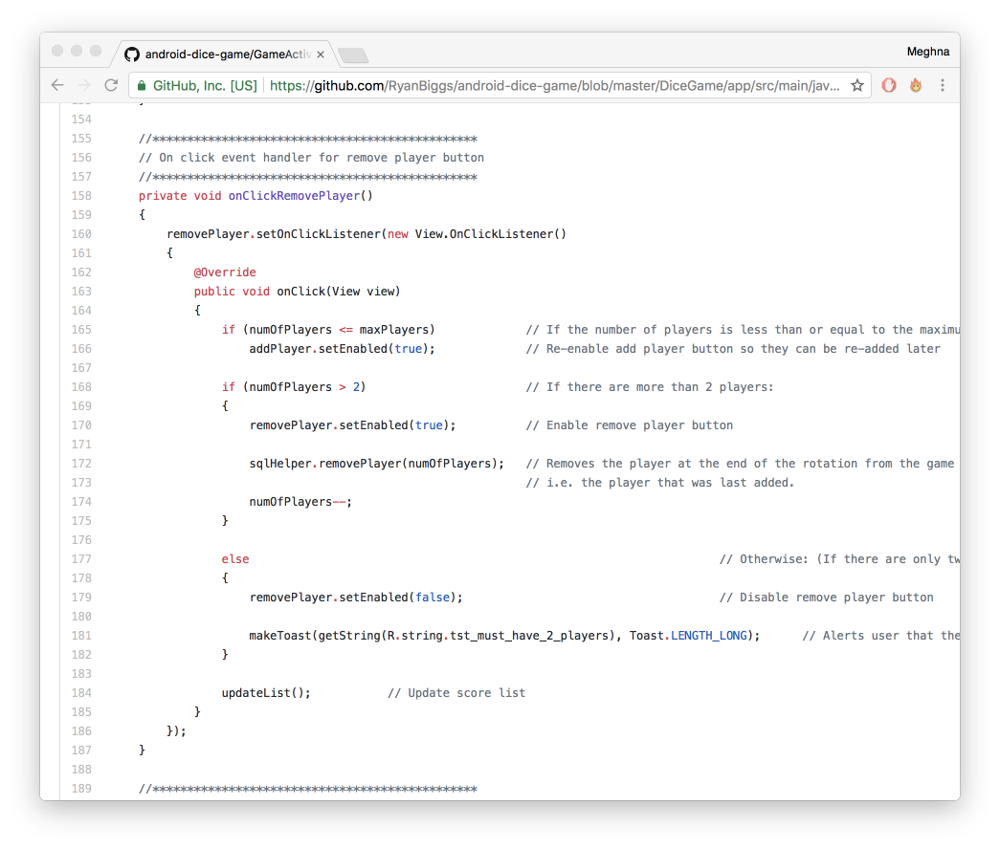 android-dice-game/GameActiv
Meghna
GitHub, Inc. [US] https://github.com/RyanBiggs/android-dice-game/blob/master/DiceGame/app/src/main/jav...
154
155 //***********************************************
156 // On click event handler for remove player button
157 //***********************************************
158 private void onClickRemovePlayer()
159 {
160 removePlayer.setOnClickListener(new View.OnClickListener()
161 {
162 @Override
163 public void onClick(View view)
164 {
165 if (numOfPlayers <= maxPlayers) // If the number of players is less than or equal to the maximu
166 addPlayer.setEnabled(true); // Re-enable add player button so they can be re-added later
167
168 if (numOfPlayers > 2) // If there are more than 2 players:
169 {
170 removePlayer.setEnabled(true); // Enable remove player button
171
172 sqlHelper.removePlayer(numOfPlayers); // Removes the player at the end of the rotation from the game
173 // i.e. the player that was last added.
174 numOfPlayers--;
175 }
176
177 else // Otherwise: (If there are only tw
178 {
179 removePlayer.setEnabled(false); // Disable remove player button
180
181 makeToast(getString(R.string.tst_must_have_2_players), Toast.LENGTH_LONG); // Alerts user that the
182 }
183
184 updateList(); // Update score list
185 }
186 });
187 }
188
189 //***********************************************